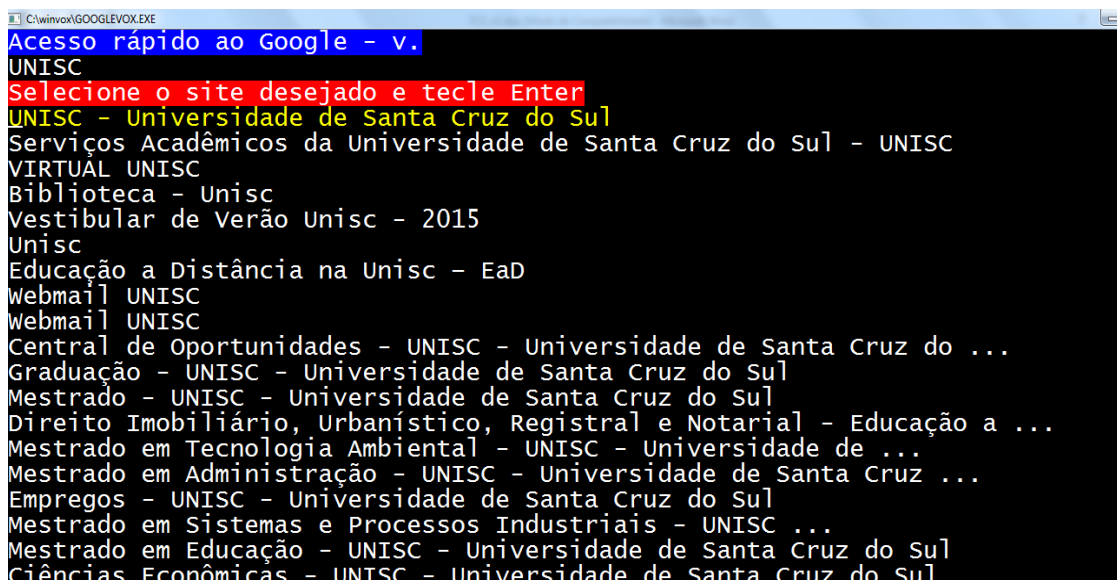 C:\winvox\GOOGLEVOX.EXE
Acesso rápido ao Google - v.
UNISC
Selecione o site desejado e tecle Enter
UNISC - Universidade de Santa Cruz do Sul
Serviços Acadêmicos da Universidade de Santa Cruz do Sul - UNISC
VIRTUAL UNISC
Biblioteca - Unisc
Vestibular de Verão Unisc - 2015
Unisc
Educação a Distância na Unisc – EaD
Webmail UNISC
Webmail UNISC
Central de Oportunidades - UNISC - Universidade de Santa Cruz do ...
Graduação - UNISC - Universidade de Santa Cruz do Sul
Mestrado - UNISC - Universidade de Santa Cruz do Sul
Direito Imobiliário, Urbanístico, Registral e Notarial - Educação a ...
Mestrado em Tecnologia Ambiental - UNISC - Universidade de ...
Mestrado em Administração - UNISC - Universidade de Santa Cruz ...
Empregos - UNISC - Universidade de Santa Cruz do Sul
Mestrado em Sistemas e Processos Industriais - UNISC ...
Mestrado em Educação - UNISC - Universidade de Santa Cruz do Sul
Ciências Econômicas - UNISC - Universidade de Santa Cruz do Sul